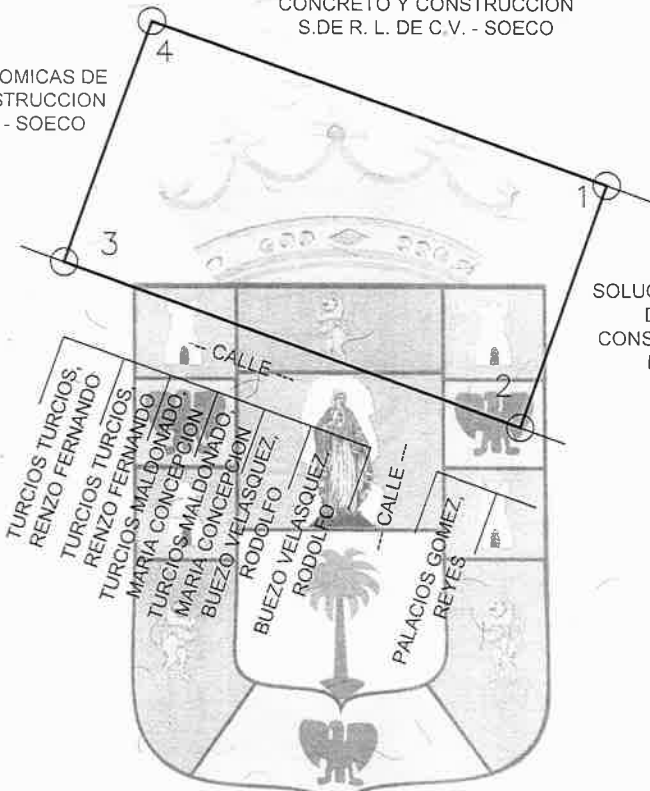 CONCRETO Y CONSTRUCCION
S.DE R. L. DE C.V. - SOECO
4
OMICAS DE
STRUCCION
- SOECO
1
3
SOLUC
D
CONS
2
--- CALLE ---
TURCIOS TURCIOS,
RENZO FERNANDO
TURCIOS TURCIOS,
RENZO FERNANDO
TURCIOS MALDONADO,
MARIA CONCEPCION
TURCIOS MALDONADO,
MARIA CONCEPCION
BUEZO VELASQUEZ,
RODOLFO
BUEZO VELASQUEZ,
RODOLFO
--- CALLE ---
PALACIOS GOMEZ,
REYES